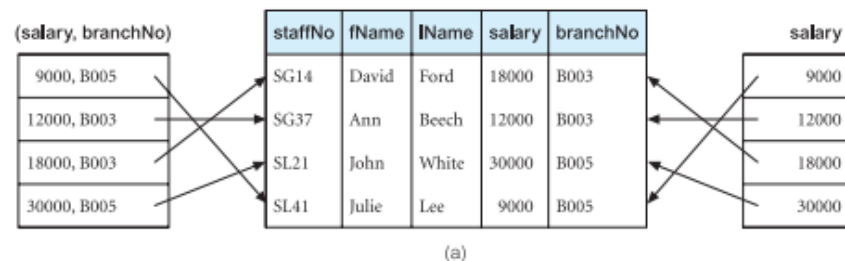 (salary, branchNo)
9000, B005
12000, B003
18000, B003
30000, B005
staffNo fName lName salary branchNo
SG14 David Ford 18000 B003
SG37 Ann Beech 12000 B003
SL21 John White 30000 B005
SL41 Julie Lee 9000 B005
salary
9000
12000
18000
30000
(a)